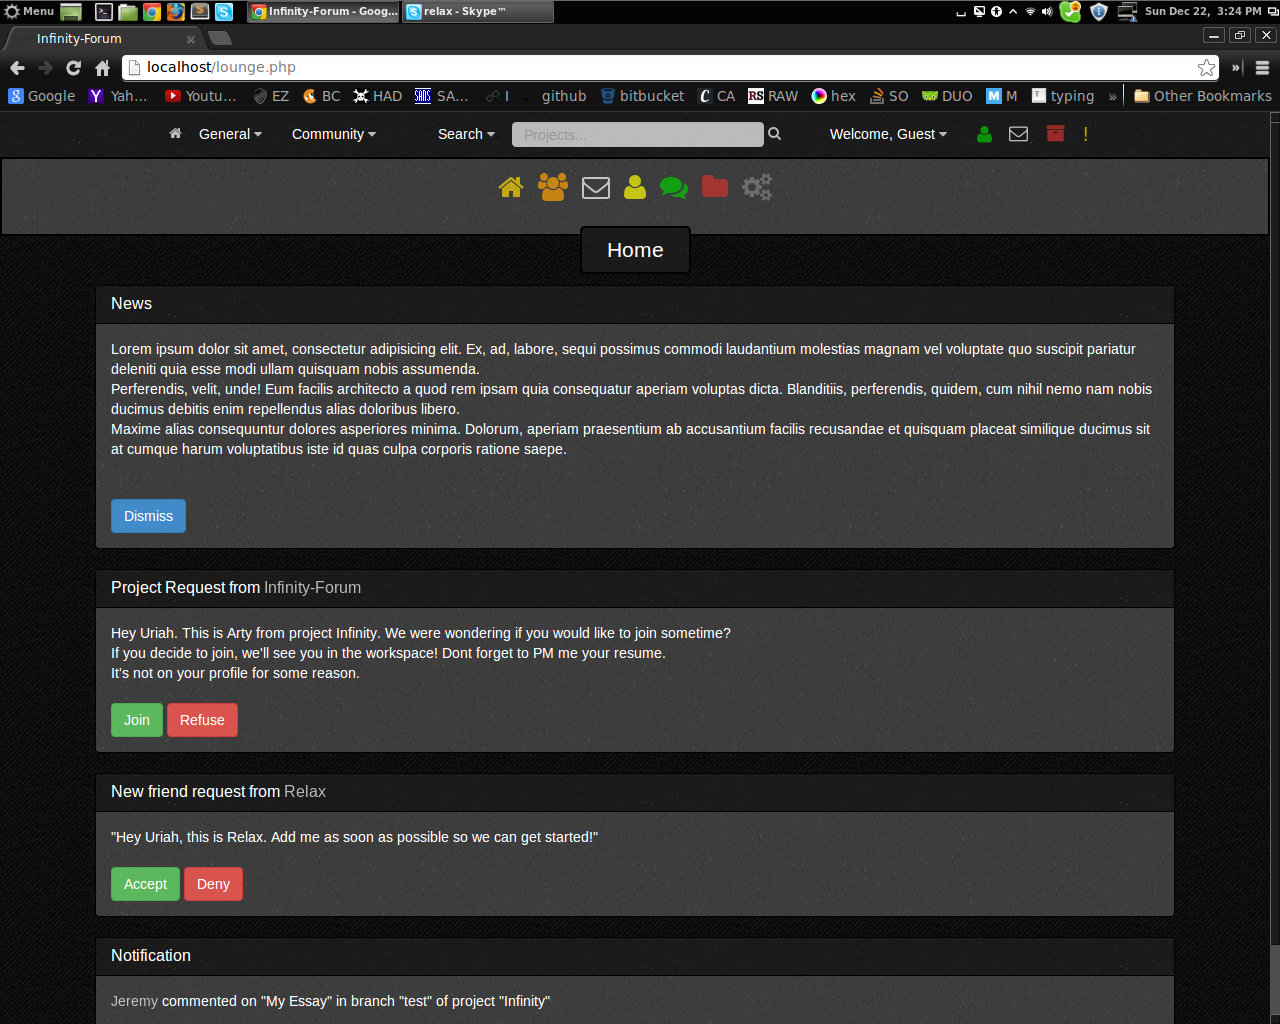 Menu
Infinity-Forum - Goog...
relax - Skype™
Sun Dec 22, 3:24 PM
Infinity-Forum
localhost/lounge.php
Google
Yah...
Youtu...
EZ
BC
HAD
SA...
I
github
bitbucket
CA
RAW
hex
SO
DUO
M
typing
»
Other Bookmarks
General
Community
Search
Projects...
Welcome, Guest
!
Home
News
Lorem ipsum dolor sit amet, consectetur adipisicing elit. Ex, ad, labore, sequi possimus commodi laudantium molestias magnam vel voluptate quo suscipit pariatur
deleniti quia esse modi ullam quisquam nobis assumenda.
Perferendis, velit, unde! Eum facilis architecto a quod rem ipsam quia consequatur aperiam voluptas dicta. Blanditiis, perferendis, quidem, cum nihil nemo nam nobis
ducimus debitis enim repellendus alias doloribus libero.
Maxime alias consequuntur dolores asperiores minima. Dolorum, aperiam praesentium ab accusantium facilis recusandae et quisquam placeat similique ducimus sit
at cumque harum voluptatibus iste id quas culpa corporis ratione saepe.
Dismiss
Project Request from Infinity-Forum
Hey Uriah. This is Arty from project Infinity. We were wondering if you would like to join sometime?
If you decide to join, we'll see you in the workspace! Dont forget to PM me your resume.
It's not on your profile for some reason.
Join
Refuse
New friend request from Relax
"Hey Uriah, this is Relax. Add me as soon as possible so we can get started!"
Accept
Deny
Notification
Jeremy commented on "My Essay" in branch "test" of project "Infinity"